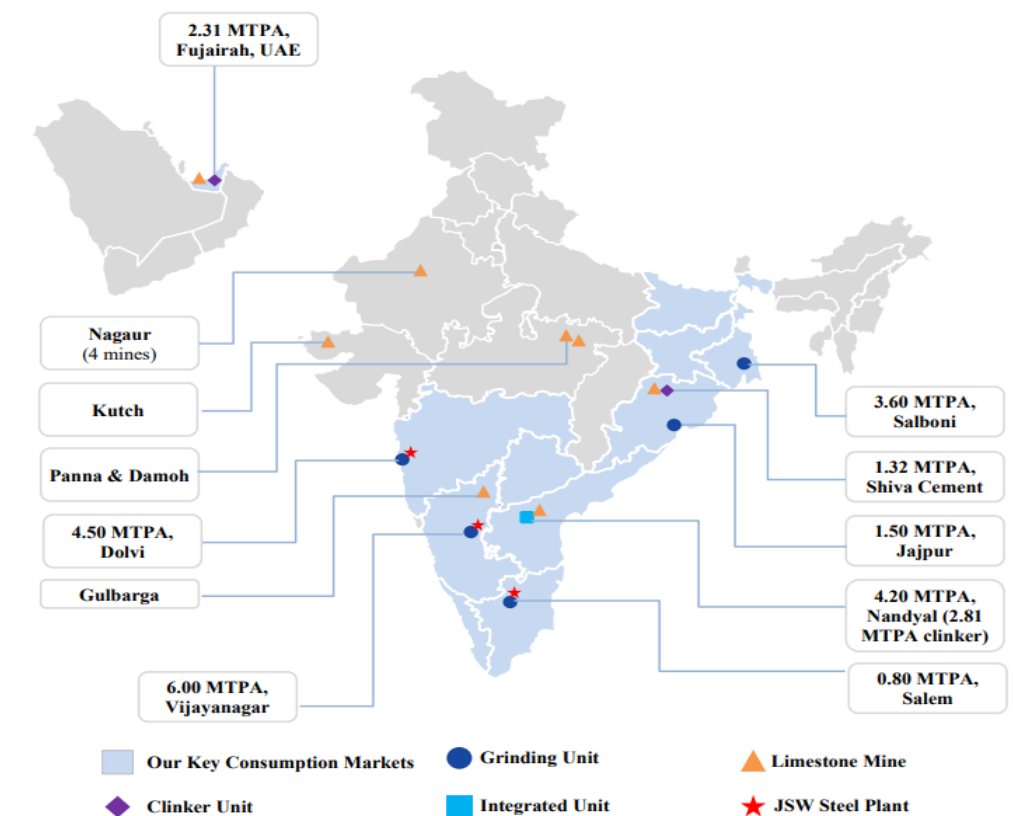 2.31 MTPA,
Fujairah, UAE
Nagaur
(4 mines)
Kutch
Panna & Damoh
4.50 MTPA,
Dolvi
Gulbarga
6.00 MTPA,
Vijayanagar
3.60 MTPA,
Salboni
1.32 MTPA,
Shiva Cement
1.50 MTPA,
Jajpur
4.20 MTPA,
Nandyal (2.81
MTPA clinker)
0.80 MTPA,
Salem
Our Key Consumption Markets
Grinding Unit
Limestone Mine
Clinker Unit
Integrated Unit
JSW Steel Plant